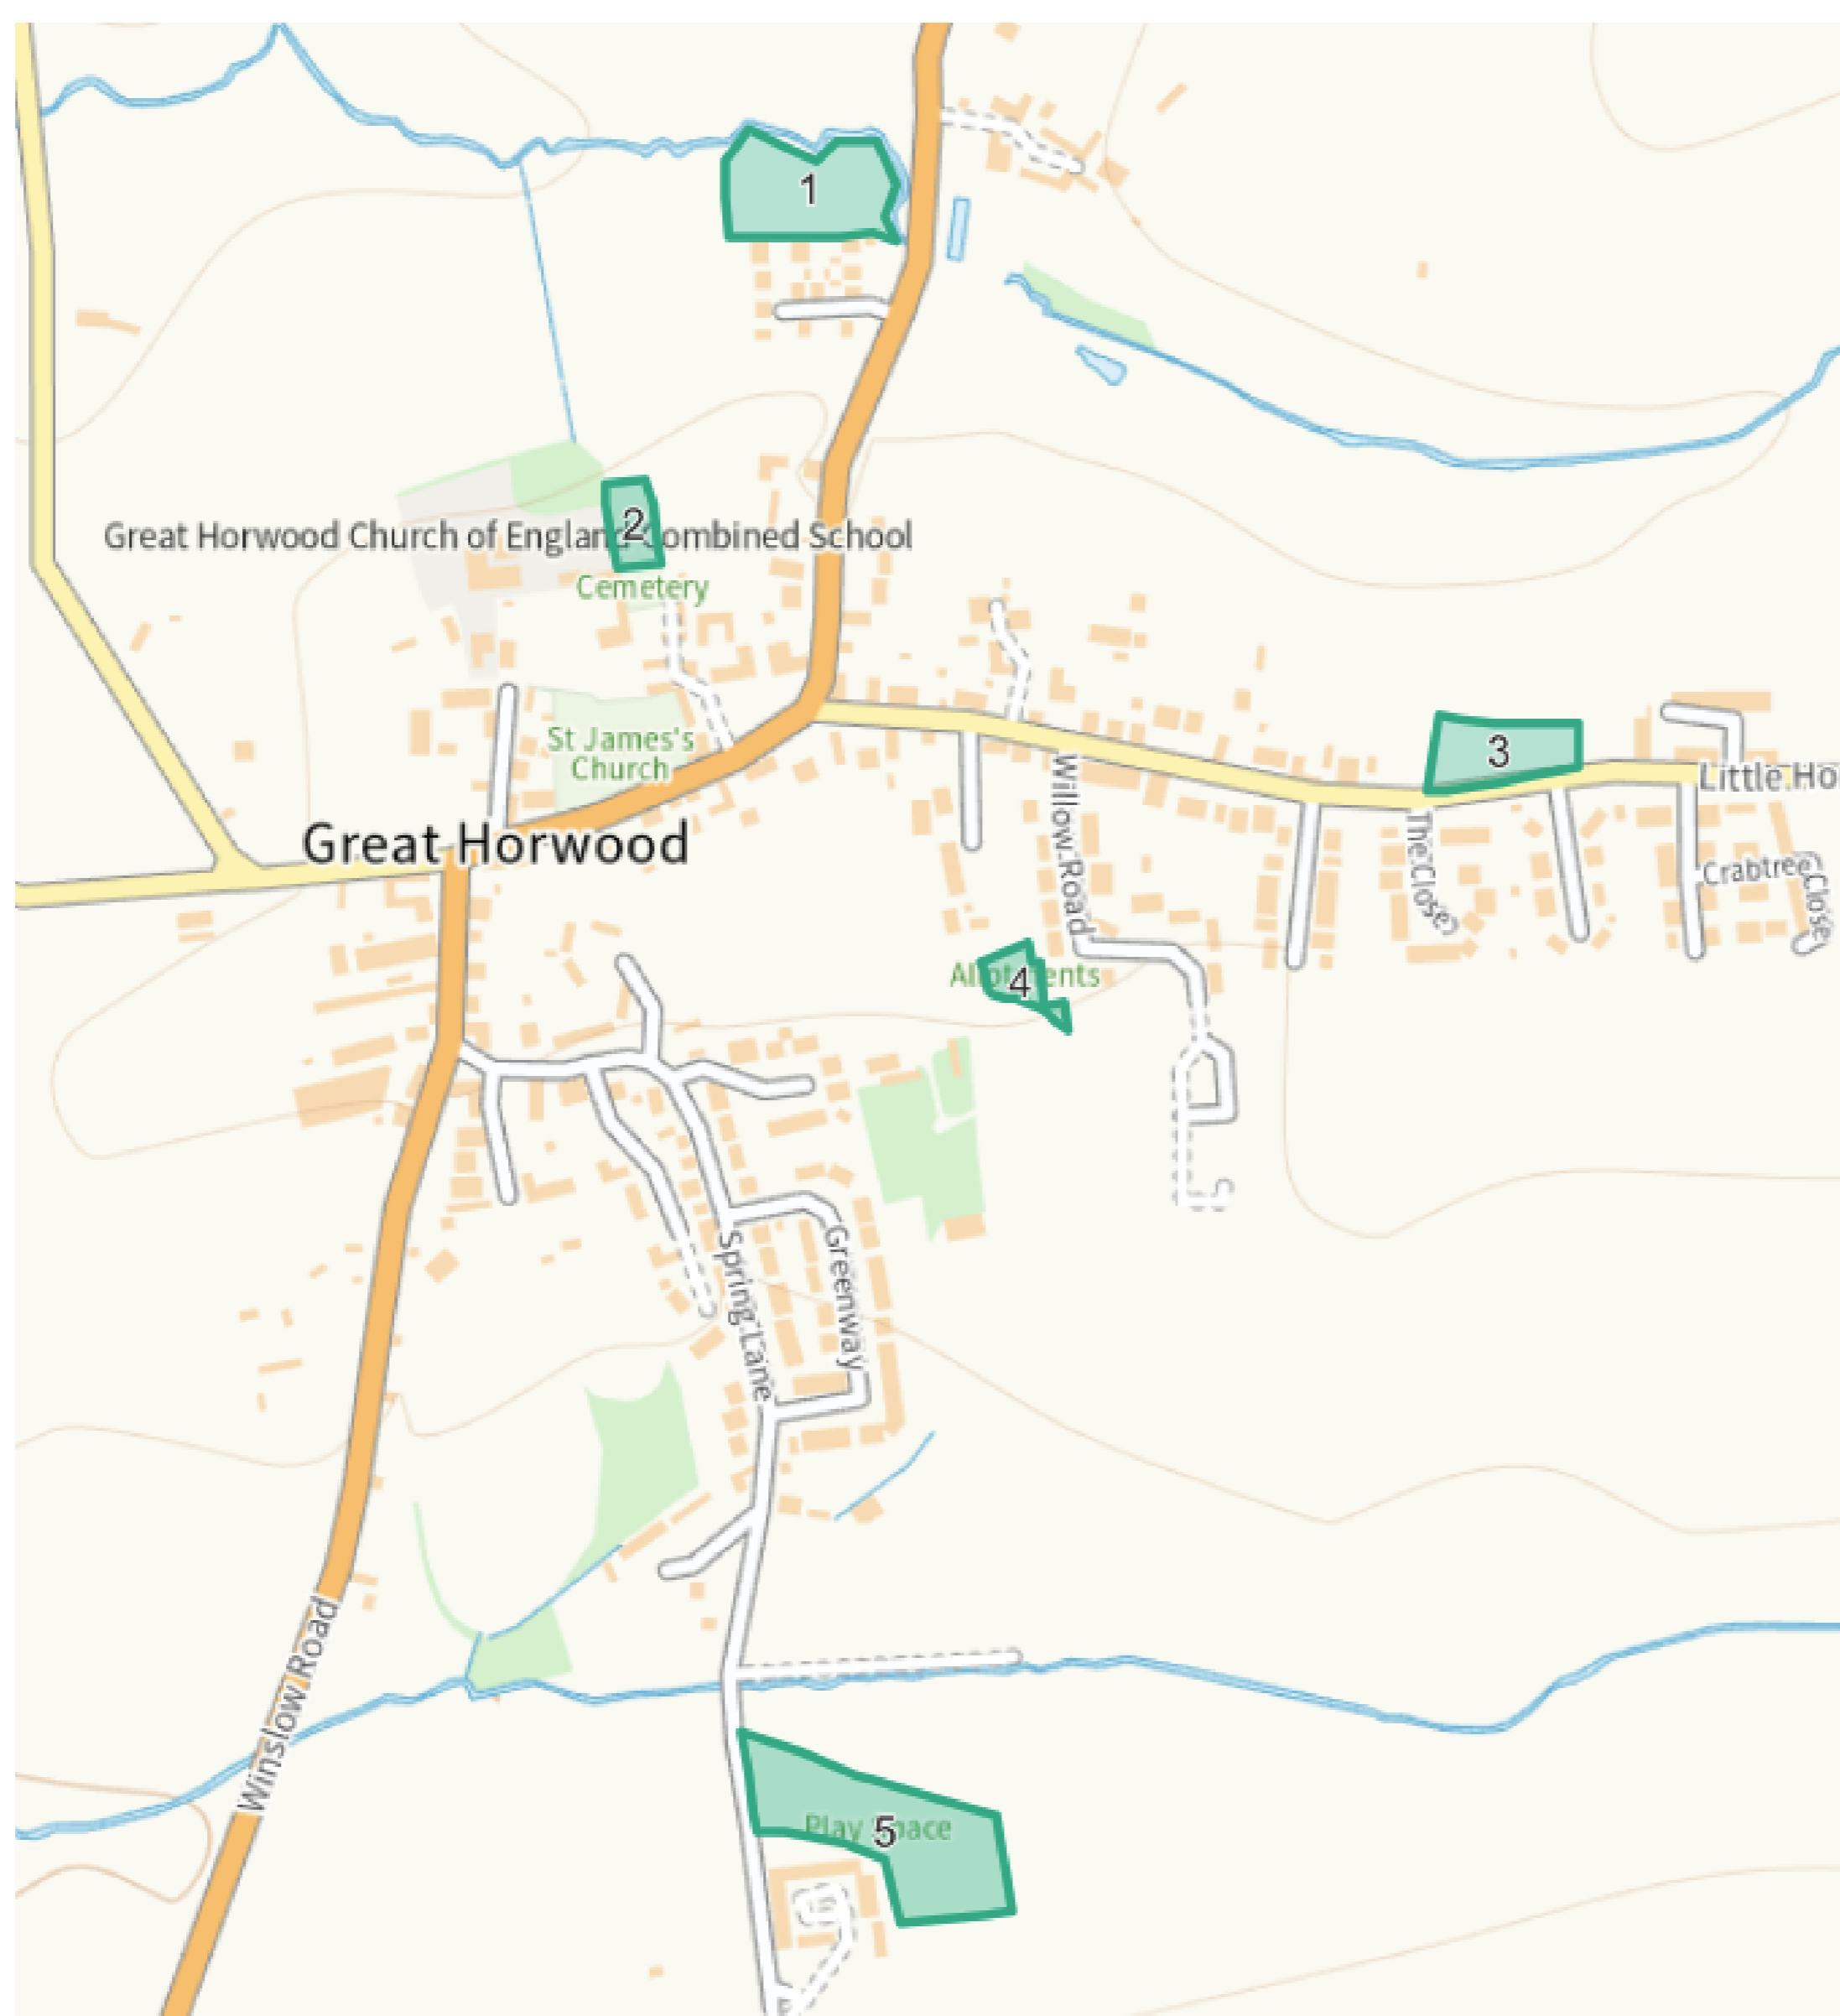 1
Great Horwood Church of England Combined School
2
Cemetery
St James's
Church
3
Little Ho
Great Horwood
Willow Road
The Close
Crabtree Close
Allotments
4
Spring Lane
Greenway
Winslow Road
Play Space
5